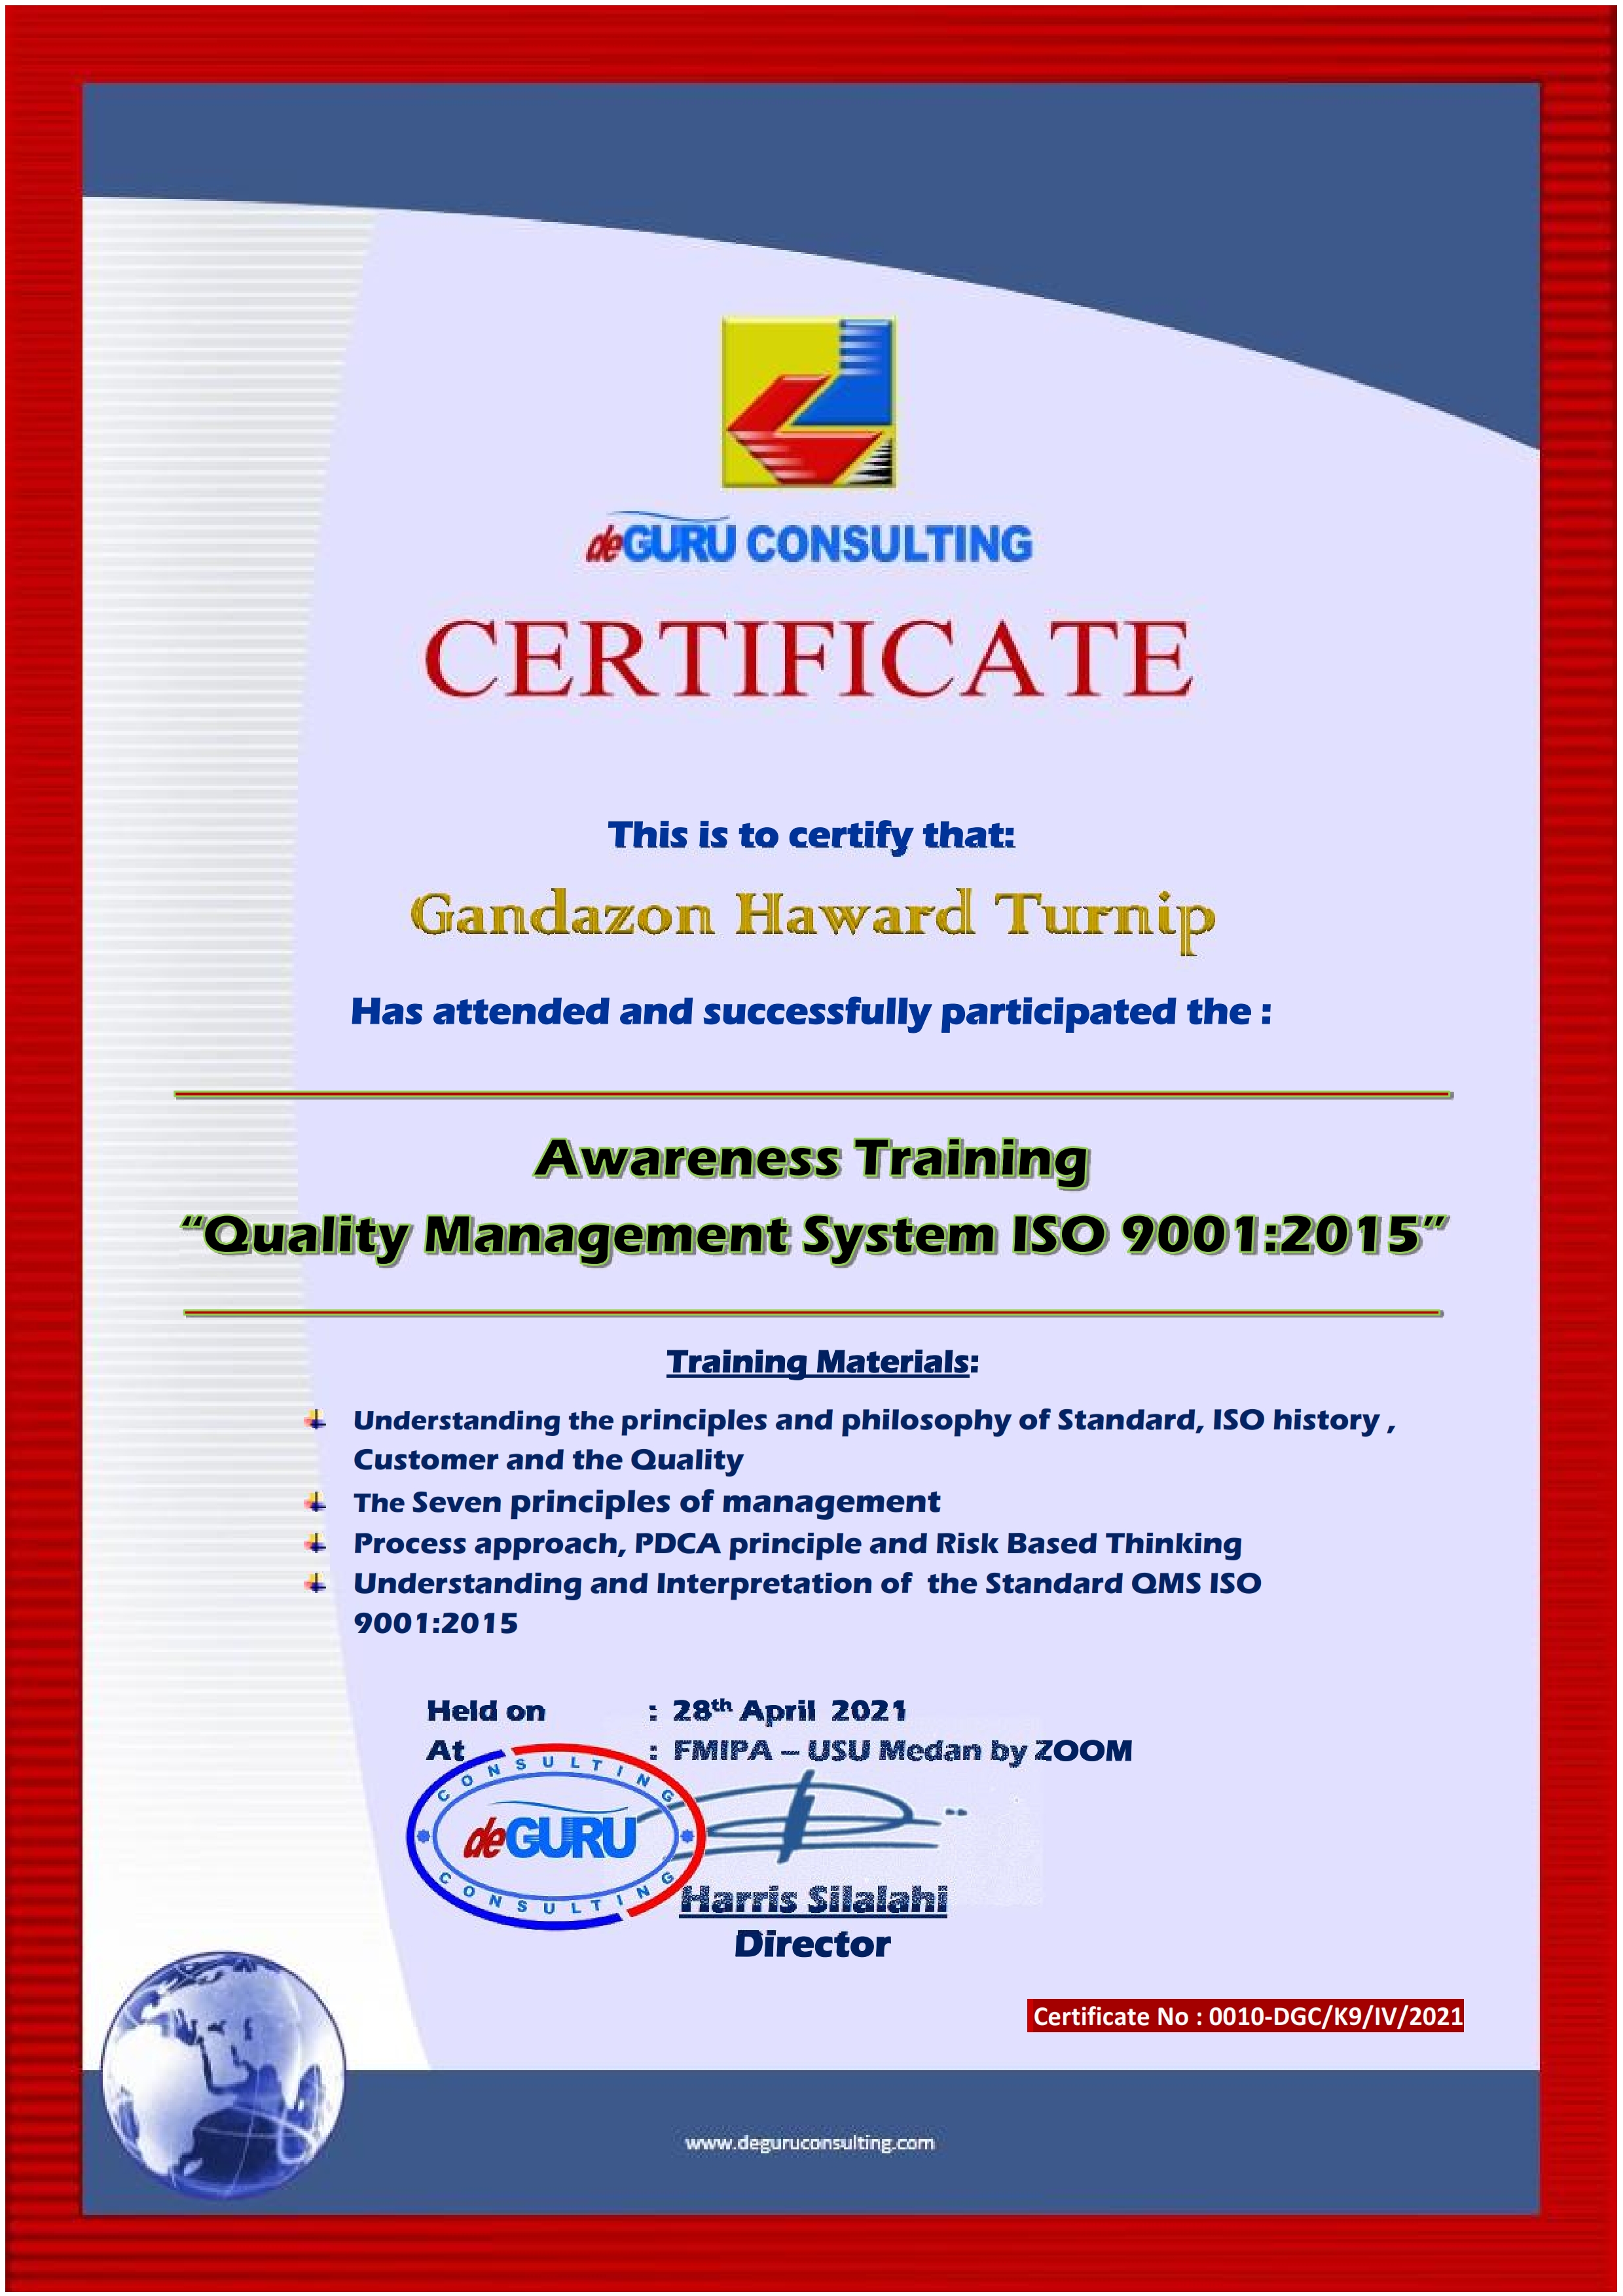 deGURU CONSULTING
CERTIFICATE
This is to certify that:
Gandazon Haward Turnip
Has attended and successfully participated the :
Awareness Training
“Quality Management System ISO 9001:2015”
Training Materials:
Understanding the principles and philosophy of Standard, ISO history ,
Customer and the Quality
The Seven principles of management
Process approach, PDCA principle and Risk Based Thinking
Understanding and Interpretation of the Standard QMS ISO
9001:2015
Held on : 28th April 2021
At : FMIPA – USU Medan by ZOOM
CONSULTING
deGURU
CONSULTING
Harris Silalahi
Director
Certificate No : 0010-DGC/K9/IV/2021
www.deguruconsulting.com